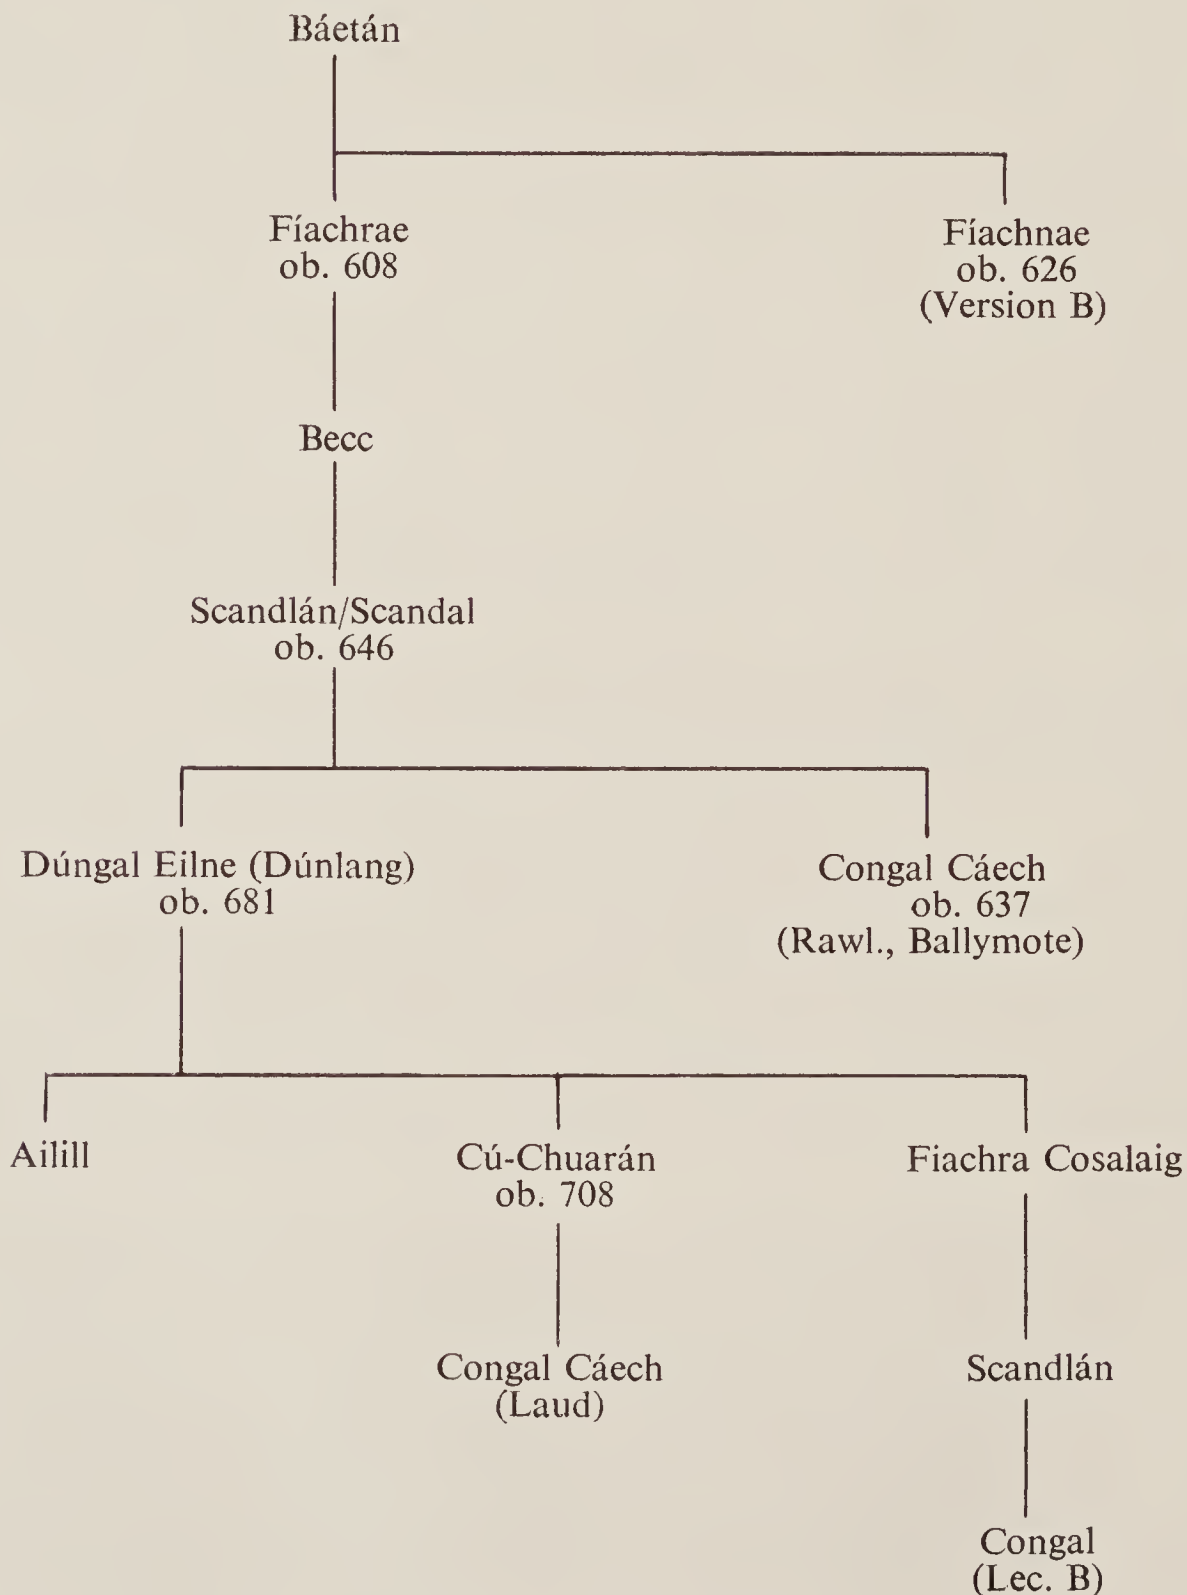 Báetán
Fíachrae
ob. 608
Fíachnae
ob. 626
(Version B)
Becc
Scandlán/Scandal
ob. 646
Dúngal Eilne (Dúnlang)
ob. 681
Congal Cáech
ob. 637
(Rawl., Ballymote)
Ailill
Cú-Chuarán
ob. 708
Fiachra Cosalaig
Congal Cáech
(Laud)
Scandlán
Congal
(Lec. B)